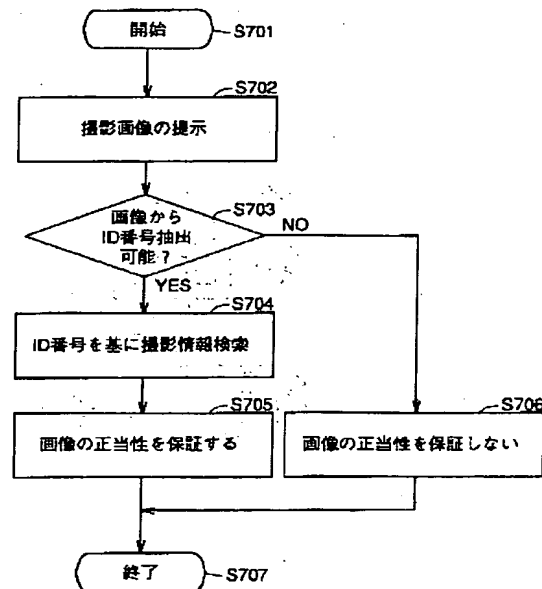 開始
S701
S702
撮影画像の提示
S703
画像から
ID番号抽出
可能？
NO
YES
S704
ID番号を基に撮影情報検索
S705
画像の正当性を保証する
S706
画像の正当性を保証しない
終了
S707